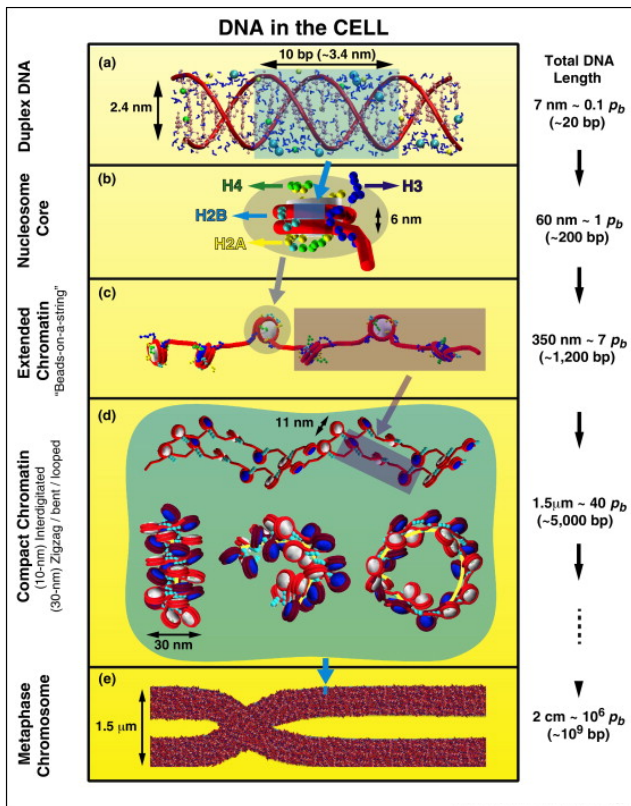 DNA in the CELL
Total DNA
Length
Duplex DNA
(a)
10 bp (~3.4 nm)
2.4 nm
7 nm ~ 0.1 pb
(~20 bp)
Nucleosome
Core
(b)
H4
H3
H2B
6 nm
H2A
60 nm ~ 1 pb
(~200 bp)
Extended
Chromatin
"Beads-on-a-string"
(c)
350 nm ~ 7 pb
(~1,200 bp)
Compact Chromatin
(10-nm) Interdigitated
(30-nm) Zigzag / bent / looped
(d)
11 nm
30 nm
1.5μm ~ 40 pb
(~5,000 bp)
Metaphase
Chromosome
(e)
1.5 μm
2 cm ~ 10⁶ pb
(~10⁹ bp)